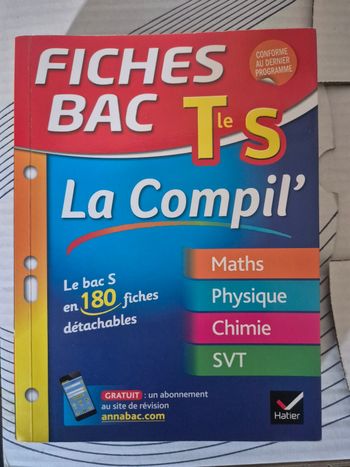 FICHES
BAC
CONFORME
AU DERNIER
PROGRAMME
Tle S
La Compil'
Le bac S
en 180 fiches
détachables
Maths
Physique
Chimie
SVT
GRATUIT : un abonnement
au site de révision
annabac.com
Hatier